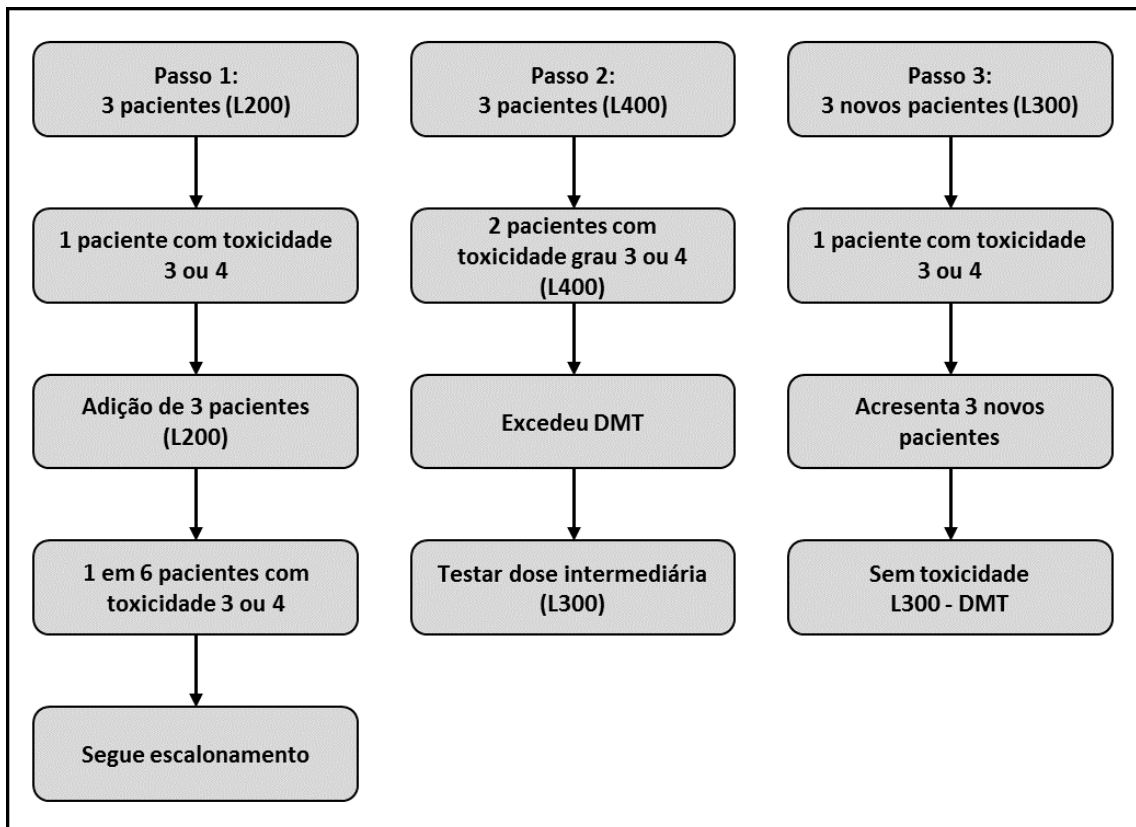 Passo 1:
3 pacientes (L200)
1 paciente com toxicidade
3 ou 4
Adição de 3 pacientes
(L200)
1 em 6 pacientes com
toxicidade 3 ou 4
Segue escalonamento
Passo 2:
3 pacientes (L400)
2 pacientes com
toxicidade grau 3 ou 4
(L400)
Excedeu DMT
Testar dose intermediária
(L300)
Passo 3:
3 novos pacientes (L300)
1 paciente com toxicidade
3 ou 4
Acresenta 3 novos
pacientes
Sem toxicidade
L300 - DMT